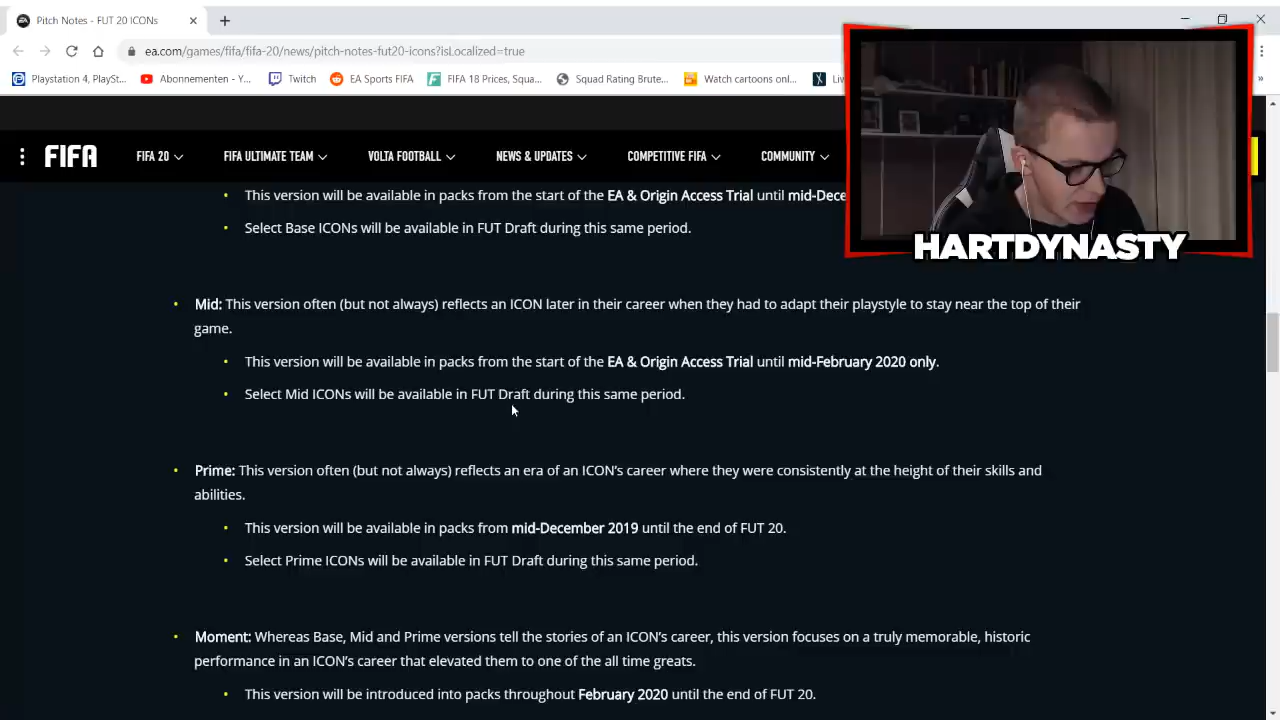 Pitch Notes - FUT 20 ICONs
ea.com/games/fifa/fifa-20/news/pitch-notes-fut20-icons?isLocalized=true
Playstation 4, PlaySt... Abonnementen - Y... Twitch EA Sports FIFA FIFA 18 Prices, Squa... Squad Rating Brute... Watch cartoons onl...
FIFA FIFA 20 FIFA ULTIMATE TEAM VOLTA FOOTBALL NEWS & UPDATES COMPETITIVE FIFA COMMUNITY
HARTDYNASTY
• This version will be available in packs from the start of the EA & Origin Access Trial until mid-Dece
• Select Base ICONs will be available in FUT Draft during this same period.
• Mid: This version often (but not always) reflects an ICON later in their career when they had to adapt their playstyle to stay near the top of their
game.
• This version will be available in packs from the start of the EA & Origin Access Trial until mid-February 2020 only.
• Select Mid ICONs will be available in FUT Draft during this same period.
• Prime: This version often (but not always) reflects an era of an ICON's career where they were consistently at the height of their skills and
abilities.
• This version will be available in packs from mid-December 2019 until the end of FUT 20.
• Select Prime ICONs will be available in FUT Draft during this same period.
• Moment: Whereas Base, Mid and Prime versions tell the stories of an ICON's career, this version focuses on a truly memorable, historic
performance in an ICON's career that elevated them to one of the all time greats.
• This version will be introduced into packs throughout February 2020 until the end of FUT 20.